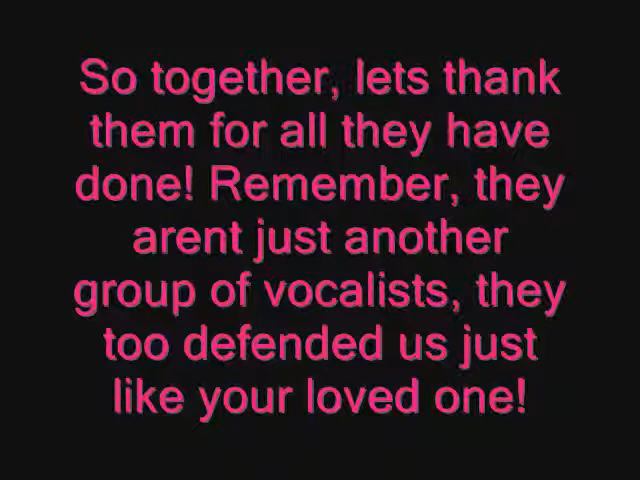 So together, lets thank
them for all they have
done! Remember, they
arent just another
group of vocalists, they
too defended us just
like your loved one!